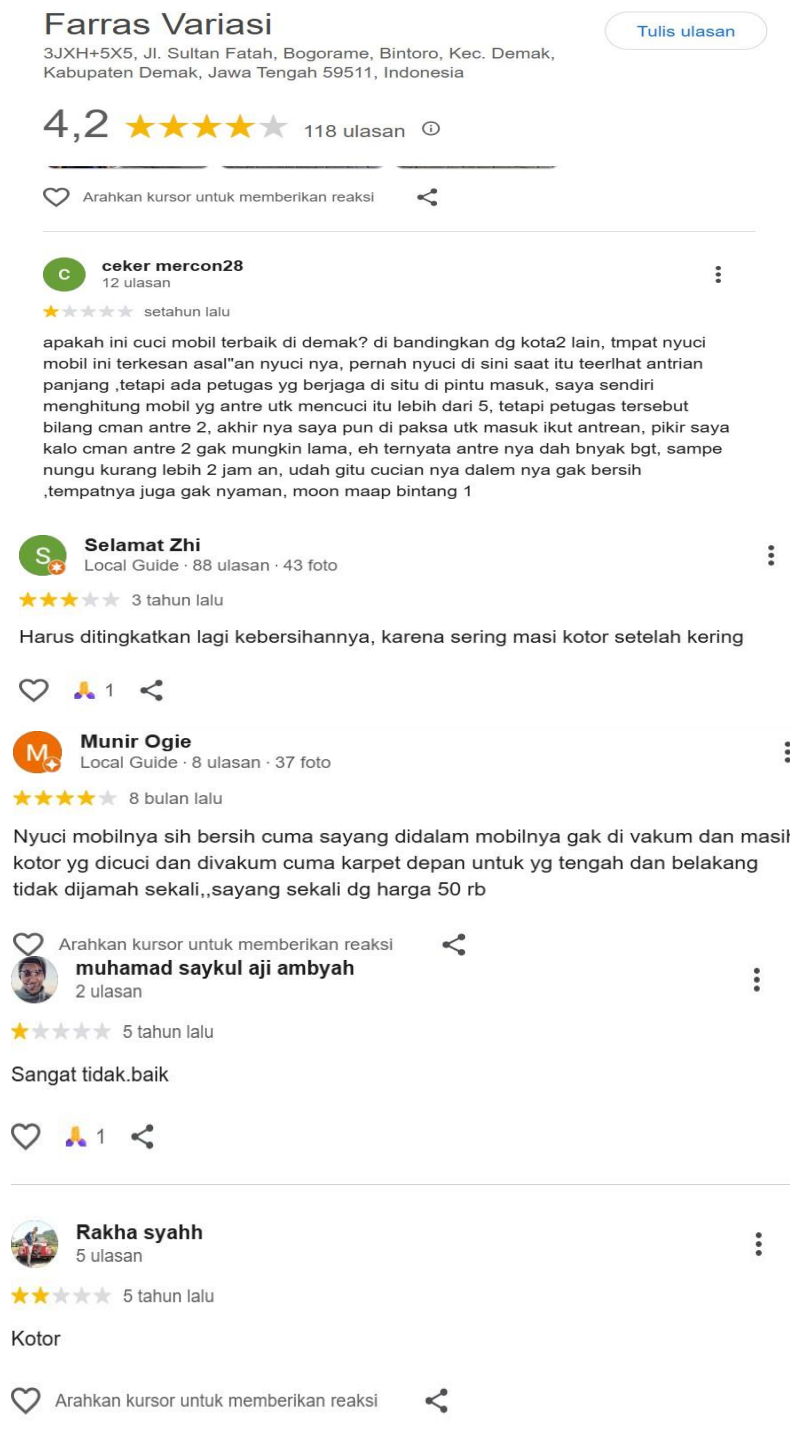 Farras Variasi
Tulis ulasan
3JXH+5X5, Jl. Sultan Fatah, Bogorame, Bintoro, Kec. Demak,
Kabupaten Demak, Jawa Tengah 59511, Indonesia
4,2 118 ulasan
Arahkan kursor untuk memberikan reaksi
C
ceker mercon28
12 ulasan
setahun lalu
apakah ini cuci mobil terbaik di demak? di bandingkan dg kota2 lain, tmpat nyuci
mobil ini terkesan asal"an nyuci nya, pernah nyuci di sini saat itu teerlhat antrian
panjang ,tetapi ada petugas yg berjaga di situ di pintu masuk, saya sendiri
menghitung mobil yg antre utk mencuci itu lebih dari 5, tetapi petugas tersebut
bilang cman antre 2, akhir nya saya pun di paksa utk masuk ikut antrean, pikir saya
kalo cman antre 2 gak mungkin lama, eh ternyata antre nya dah bnyak bgt, sampe
nungu kurang lebih 2 jam an, udah gitu cucian nya dalem nya gak bersih
,tempatnya juga gak nyaman, moon maap bintang 1
S
Selamat Zhi
Local Guide · 88 ulasan · 43 foto
3 tahun lalu
Harus ditingkatkan lagi kebersihannya, karena sering masi kotor setelah kering
1
M
Munir Ogie
Local Guide · 8 ulasan · 37 foto
8 bulan lalu
Nyuci mobilnya sih bersih cuma sayang didalam mobilnya gak di vakum dan masih
kotor yg dicuci dan divakum cuma karpet depan untuk yg tengah dan belakang
tidak dijamah sekali,,sayang sekali dg harga 50 rb
Arahkan kursor untuk memberikan reaksi
muhamad saykul aji ambyah
2 ulasan
5 tahun lalu
Sangat tidak.baik
1
Rakha syahh
5 ulasan
5 tahun lalu
Kotor
Arahkan kursor untuk memberikan reaksi